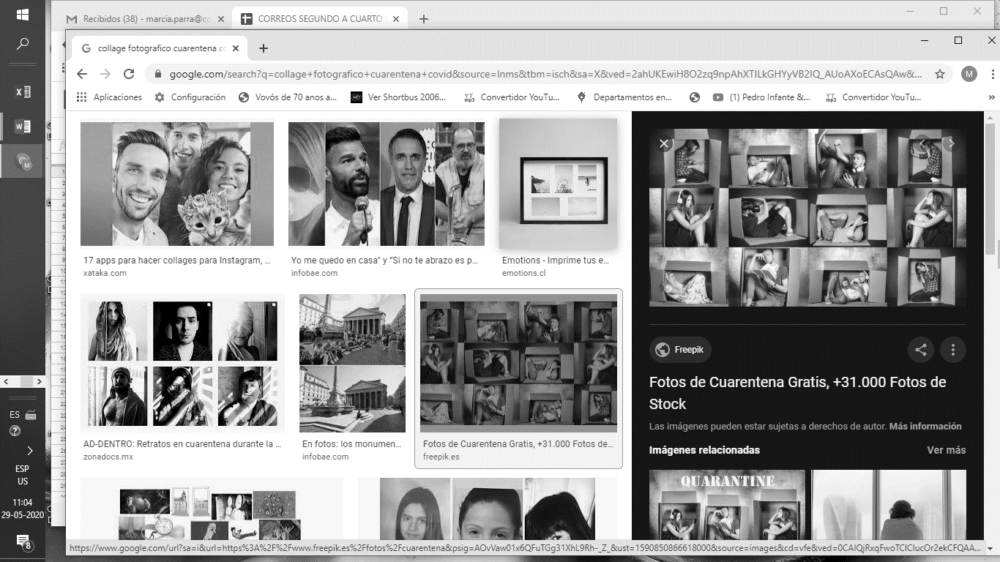 Recibidos (38) - marcia.parra@co
CORREOS SEGUNDO A CUARTO
collage fotografico cuarentena co
google.com/search?q=collage+fotografico+cuarentena+covid&source=lnms&tbm=isch&sa=X&ved=2ahUKEwiH8O2zq9npAhXTILkGHYyVB2IQ_AUoAXoECAsQAw&...
M
Aplicaciones
Configuración
Vovós de 70 anos a...
HD
Ver Shortbus 2006...
YT mp3
Convertidor YouTu...
Departamentos en...
(1) Pedro Infante &...
YT mp3
Convertidor YouTu...
17 apps para hacer collages para Instagram, ...
xataka.com
Yo me quedo en casa" y “Si no te abrazo es p...
infobae.com
Emotions - Imprime tus e...
emotions.cl
AD-DENTRO: Retratos en cuarentena durante la ...
zonadocs.mx
En fotos: los monumen...
infobae.com
Fotos de Cuarentena Gratis, +31.000 Fotos de...
freepik.es
Freepik
Fotos de Cuarentena Gratis, +31.000 Fotos de
Stock
Las imágenes pueden estar sujetas a derechos de autor. Más información
Imágenes relacionadas
Ver más
QUARANTINE
https://www.google.com/url?sa=i&url=https%3A%2F%2Fwww.freepik.es%2Ffotos%2Fcuarentena&psig=AOvVaw01x6QFuTGg31XhL9Rh-_Z_&ust=1590850866618000&source=images&cd=vfe&ved=0CAIQjRxqFwoTCICIucOr2ekCFQAA...
ES
ESP
US
11:04
29-05-2020
8